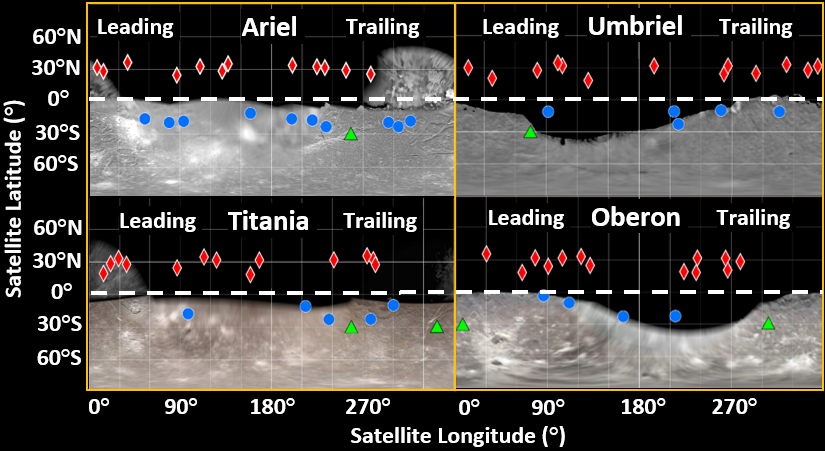 Satellite Latitude (°)
60°N
30°N
0°
30°S
60°S
Leading Ariel Trailing
Leading Umbriel Trailing
60°N
30°N
0°
30°S
60°S
Leading Titania Trailing
Leading Oberon Trailing
0° 90° 180° 270° 0° 90° 180° 270°
Satellite Longitude (°)